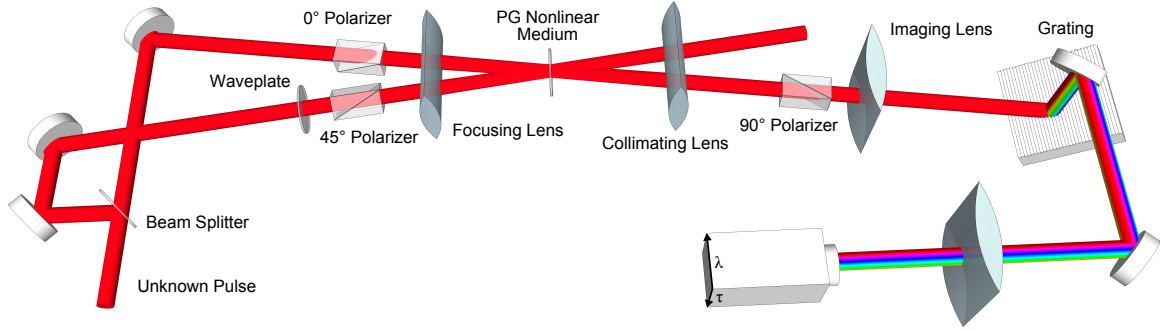 0° Polarizer
PG Nonlinear
Medium
Imaging Lens
Grating
Waveplate
45° Polarizer
Focusing Lens
Collimating Lens
90° Polarizer
Beam Splitter
Unknown Pulse
λ
τ